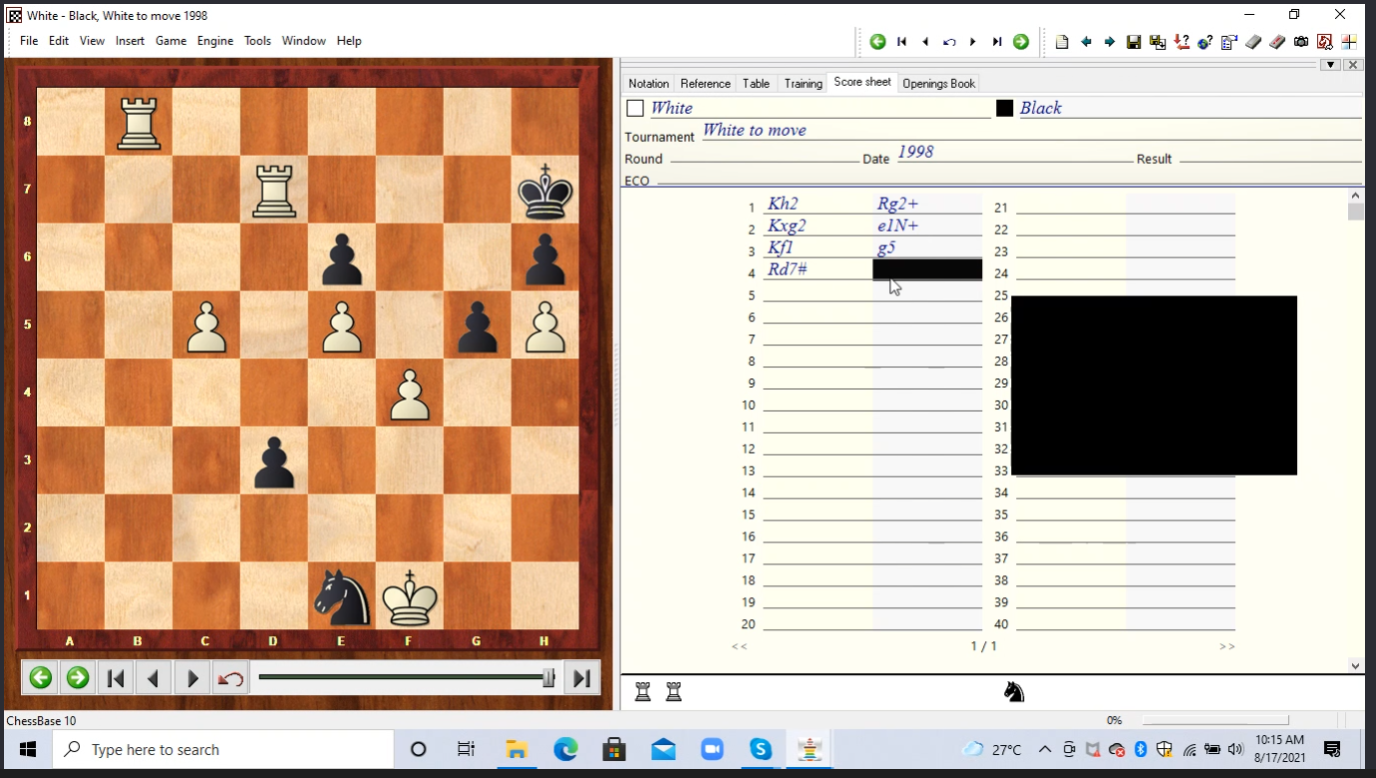 White - Black, White to move 1998
File Edit View Insert Game Engine Tools Window Help
Notation Reference Table Training Score sheet Openings Book
White Black
Tournament White to move
Round Date 1998 Result
ECO
8
7
6
5
4
3
2
1
A B C D E F G H
1 Kh2 Rg2+ 21
2 Kxg2 e1N+ 22
3 Kf1 g5 23
4 Rd7# 24
5 25
6 26
7 27
8 28
9 29
10 30
11 31
12 32
13 33
14 34
15 35
16 36
17 37
18 38
19 39
20 40
<< 1 / 1 >>
ChessBase 10 0%
Type here to search 27°C 10:15 AM
8/17/2021